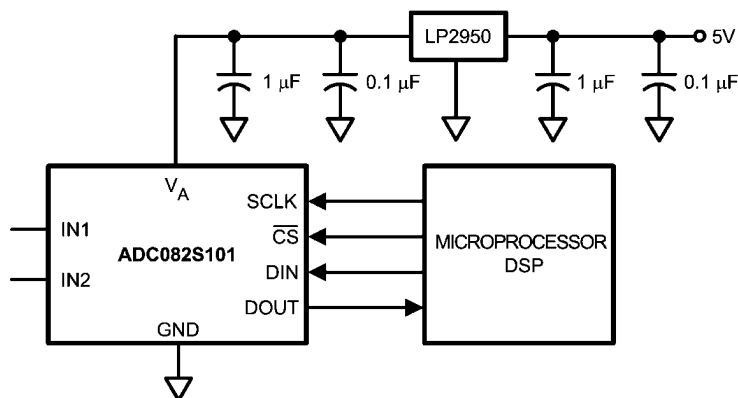 LP2950
5V
1 µF
0.1 µF
1 µF
0.1 µF
VA
SCLK
IN1
CS
MICROPROCESSOR
DSP
ADC082S101
IN2
DIN
DOUT
GND